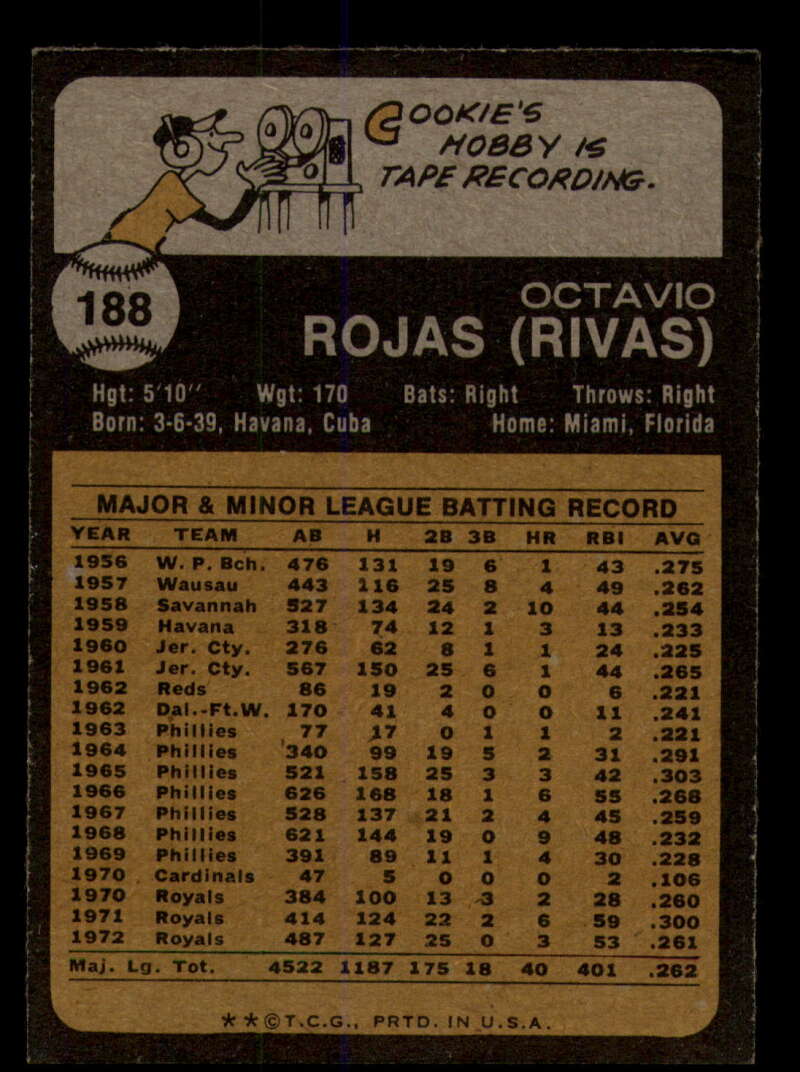 COOKIE'S
HOBBY IS
TAPE RECORDING.
188
OCTAVIO
ROJAS (RIVAS)
Hgt: 5'10" Wgt: 170 Bats: Right Throws: Right
Born: 3-6-39, Havana, Cuba Home: Miami, Florida
MAJOR & MINOR LEAGUE BATTING RECORD
YEAR TEAM AB H 2B 3B HR RBI AVG
1956 W. P. Bch. 476 131 19 6 1 43 .275
1957 Wausau 443 116 25 8 4 49 .262
1958 Savannah 527 134 24 2 10 44 .254
1959 Havana 318 74 12 1 3 13 .233
1960 Jer. Cty. 276 62 8 1 1 24 .225
1961 Jer. Cty. 567 150 25 6 1 44 .265
1962 Reds 86 19 2 0 0 6 .221
1962 Dal.-Ft.W. 170 41 4 0 0 11 .241
1963 Phillies 77 17 0 1 1 2 .221
1964 Phillies 340 99 19 5 2 31 .291
1965 Phillies 521 158 25 3 3 42 .303
1966 Phillies 626 168 18 1 6 55 .268
1967 Phillies 528 137 21 2 4 45 .259
1968 Phillies 621 144 19 0 9 48 .232
1969 Phillies 391 89 11 1 4 30 .228
1970 Cardinals 47 5 0 0 0 2 .106
1970 Royals 384 100 13 3 2 28 .260
1971 Royals 414 124 22 2 6 59 .300
1972 Royals 487 127 25 0 3 53 .261
Maj. Lg. Tot. 4522 1187 175 18 40 401 .262
**©T.C.G., PRTD. IN U.S.A.